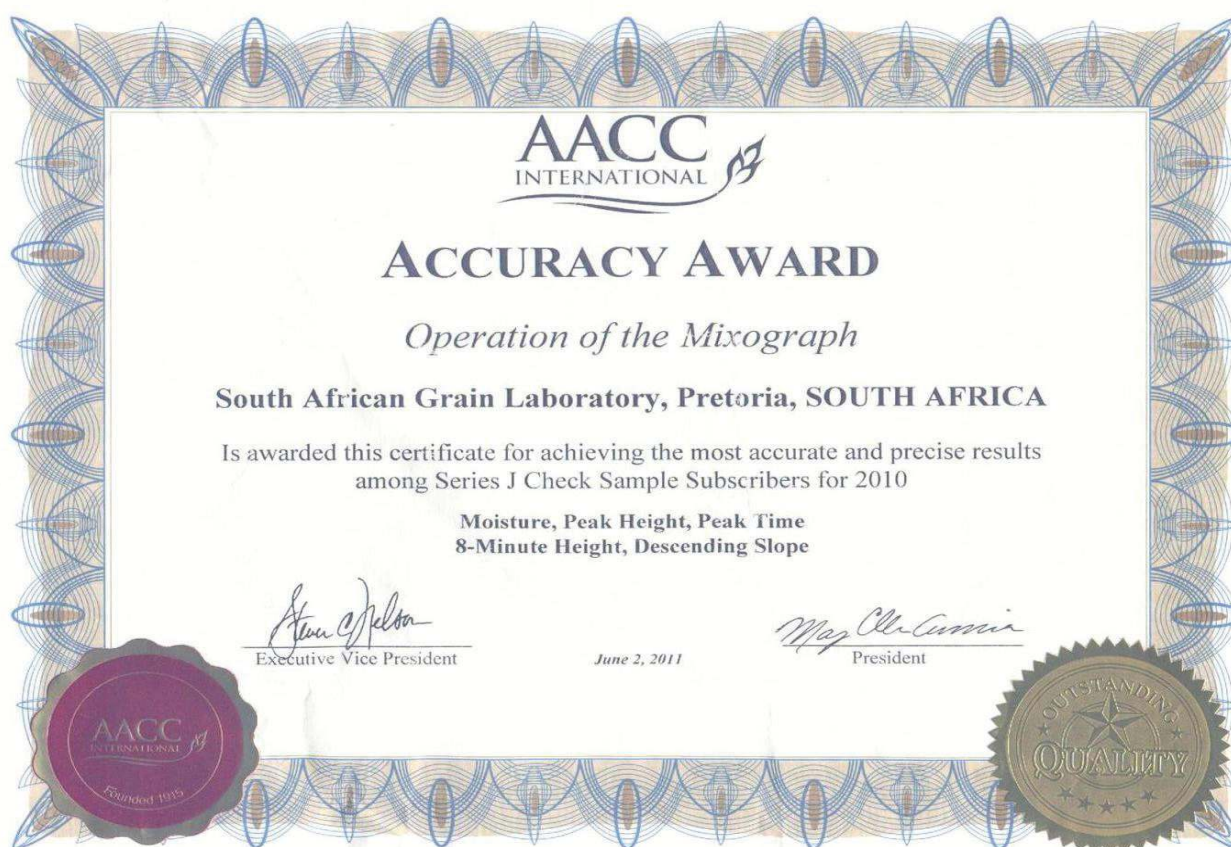 AACC
INTERNATIONAL
ACCURACY AWARD
Operation of the Mixograph
South African Grain Laboratory, Pretoria, SOUTH AFRICA
Is awarded this certificate for achieving the most accurate and precise results
among Series J Check Sample Subscribers for 2010
Moisture, Peak Height, Peak Time
8-Minute Height, Descending Slope
Executive Vice President
June 2, 2011
President
AACC
INTERNATIONAL
Founded 1915
OUTSTANDING
QUALITY